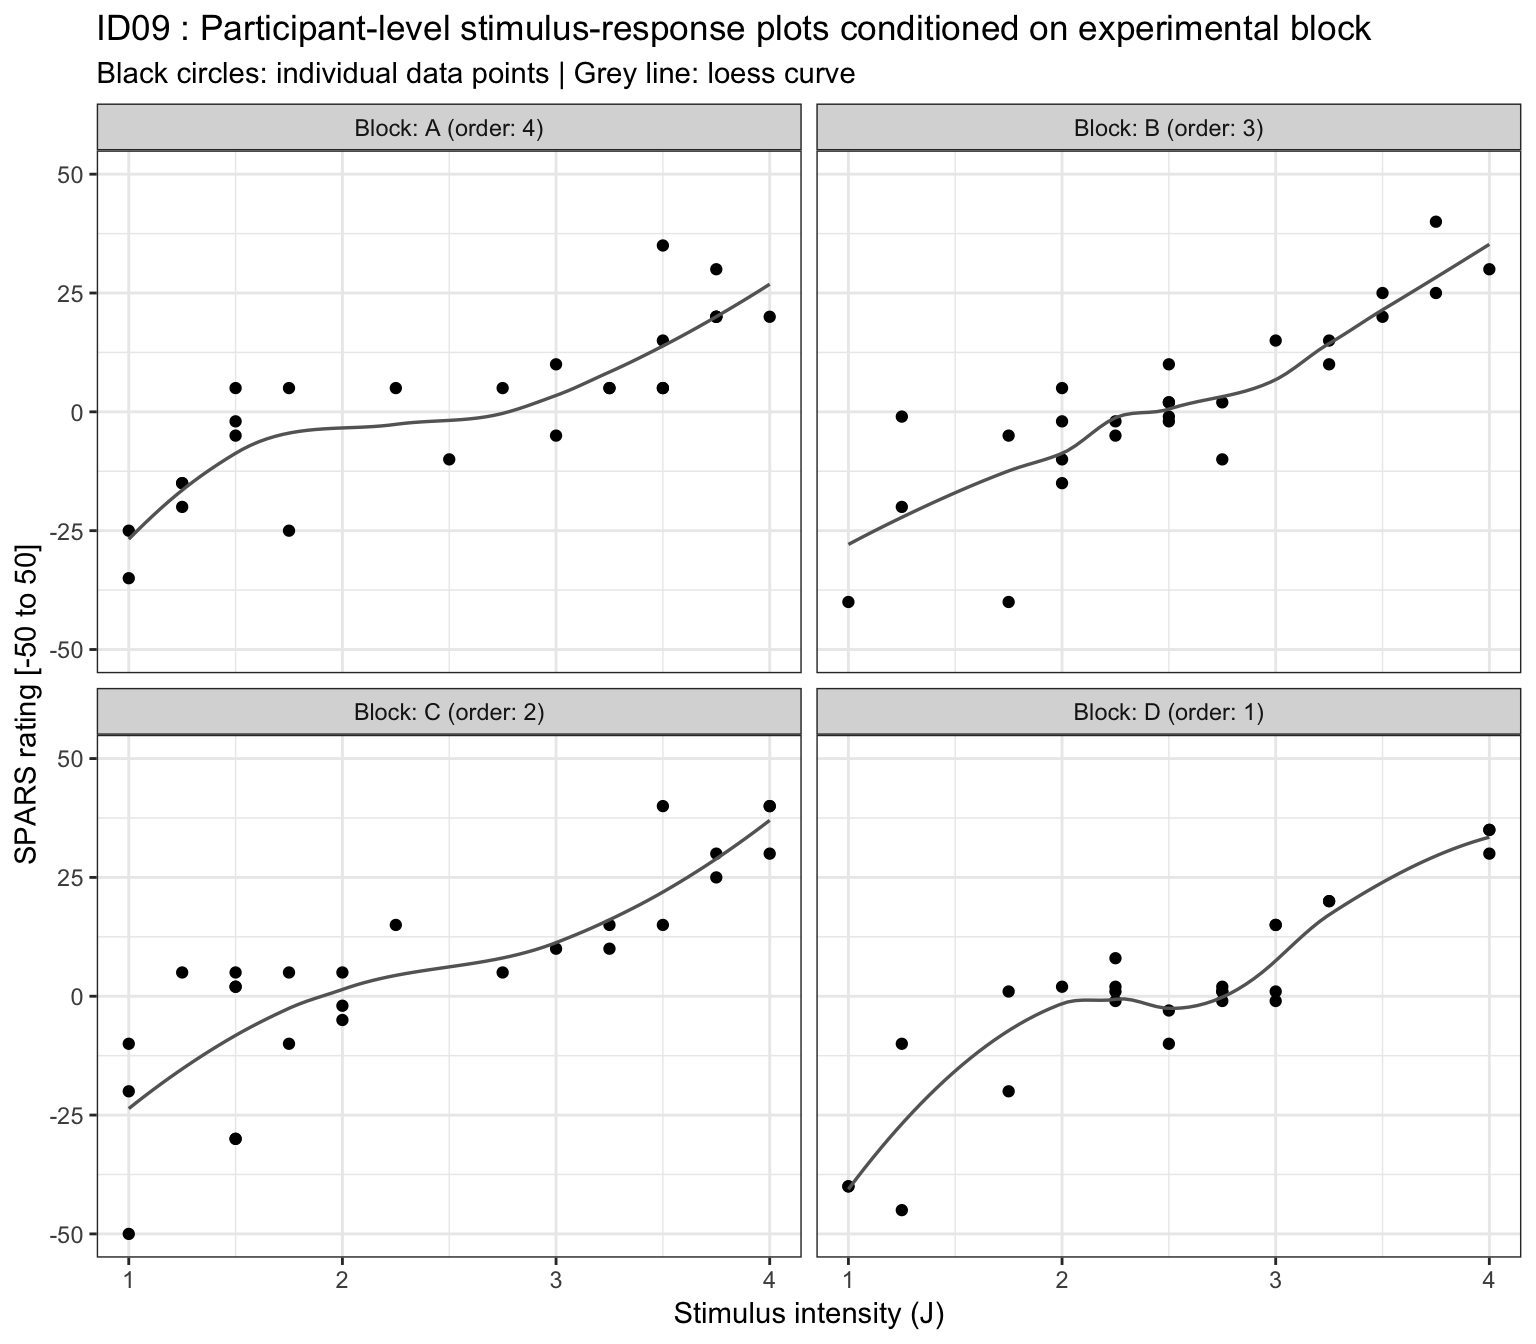 ID09 : Participant-level stimulus-response plots conditioned on experimental block
Black circles: individual data points | Grey line: loess curve
Block: A (order: 4)
Block: B (order: 3)
50
25
0
-25
-50
Block: C (order: 2)
Block: D (order: 1)
50
25
0
-25
-50
SPARS rating [-50 to 50]
1 2 3 4 1 2 3 4
Stimulus intensity (J)